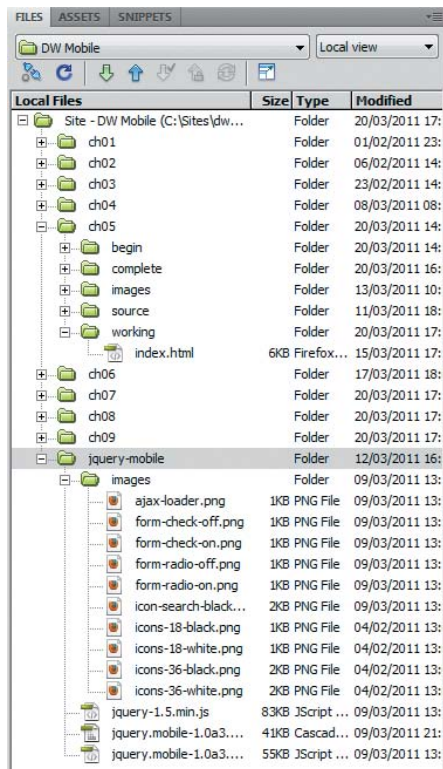 FILES ASSETS SNIPPETS
DW Mobile Local view
Local Files Size Type Modified
Site - DW Mobile (C:\Sites\dw... Folder 20/03/2011 17:
ch01 Folder 01/02/2011 23:
ch02 Folder 06/02/2011 14:
ch03 Folder 23/02/2011 14:
ch04 Folder 08/03/2011 08:
ch05 Folder 20/03/2011 14:
begin Folder 20/03/2011 14:
complete Folder 20/03/2011 16:
images Folder 13/03/2011 10:
source Folder 11/03/2011 18:
working Folder 20/03/2011 17:
index.html 6KB Firefox... 15/03/2011 17:
ch06 Folder 17/03/2011 18:
ch07 Folder 20/03/2011 17:
ch08 Folder 20/03/2011 17:
ch09 Folder 20/03/2011 17:
jquery-mobile Folder 12/03/2011 16:
images Folder 09/03/2011 13:
ajax-loader.png 1KB PNG File 09/03/2011 13:
form-check-off.png 1KB PNG File 09/03/2011 13:
form-check-on.png 1KB PNG File 09/03/2011 13:
form-radio-off.png 1KB PNG File 09/03/2011 13:
form-radio-on.png 1KB PNG File 09/03/2011 13:
icon-search-black... 2KB PNG File 09/03/2011 13:
icons-18-black.png 1KB PNG File 04/02/2011 13:
icons-18-white.png 1KB PNG File 04/02/2011 13:
icons-36-black.png 2KB PNG File 04/02/2011 13:
icons-36-white.png 2KB PNG File 04/02/2011 13:
jquery-1.5.min.js 83KB JScript ... 09/03/2011 13:
jquery.mobile-1.0a3.... 41KB Cascad... 09/03/2011 21:
jquery.mobile-1.0a3.... 55KB JScript ... 09/03/2011 13: